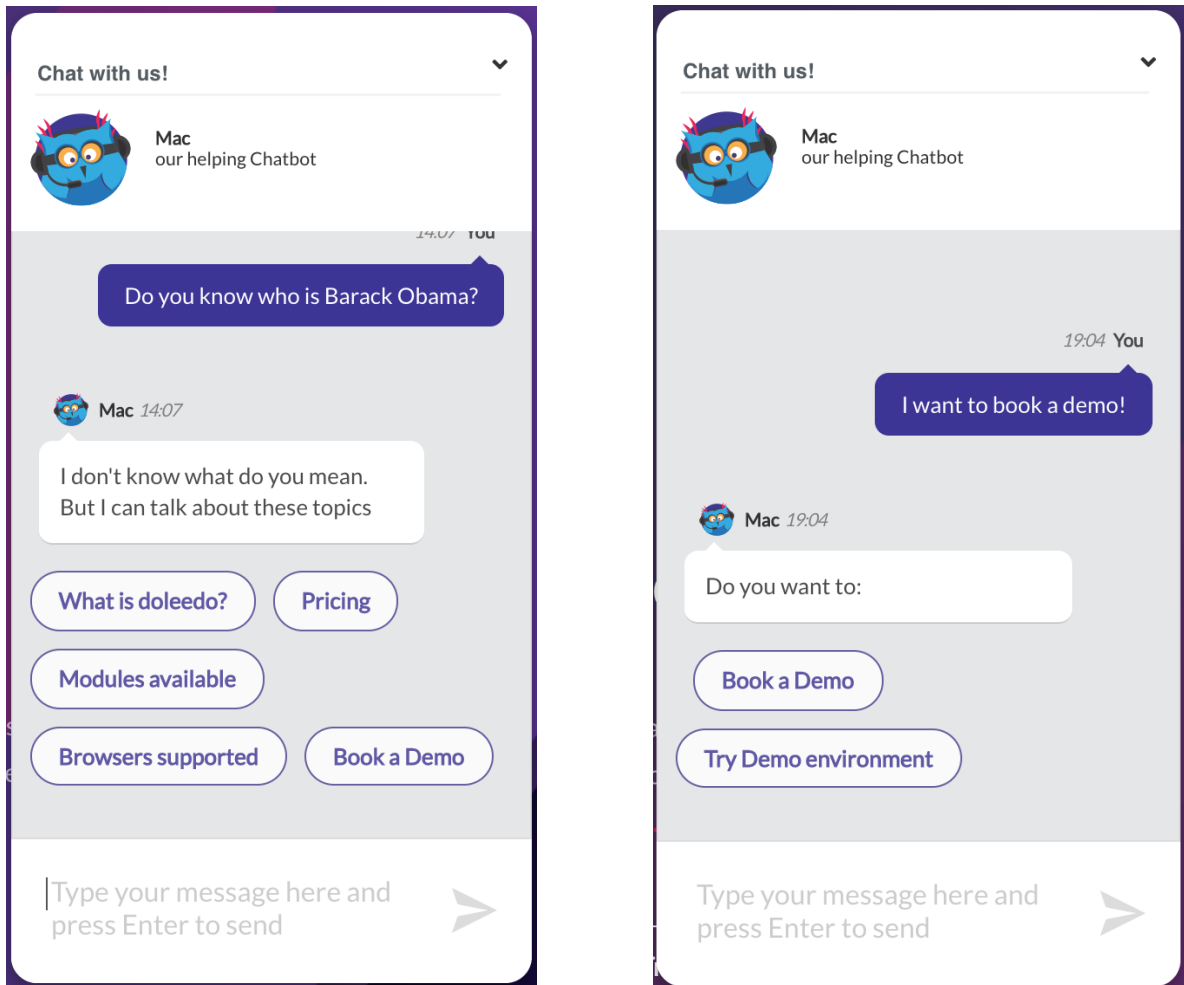 Chat with us!
Mac
our helping Chatbot
14:07 You
Do you know who is Barack Obama?
Mac 14:07
I don't know what do you mean.
But I can talk about these topics
What is doleedo? Pricing
Modules available
Browsers supported Book a Demo
Type your message here and
press Enter to send
Chat with us!
Mac
our helping Chatbot
19:04 You
I want to book a demo!
Mac 19:04
Do you want to:
Book a Demo
Try Demo environment
Type your message here and
press Enter to send